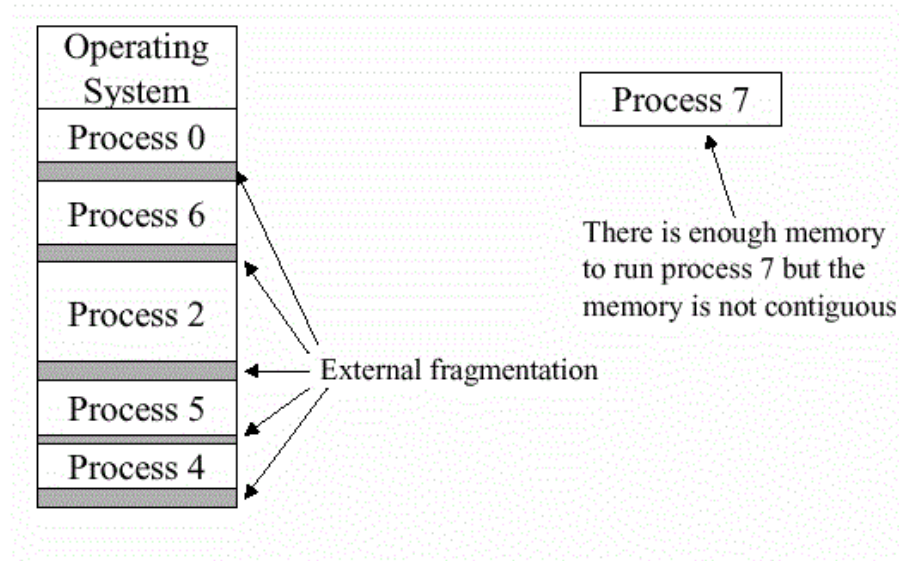 Operating
System
Process 0
Process 6
Process 2
Process 5
Process 4
External fragmentation
Process 7
There is enough memory
to run process 7 but the
memory is not contiguous